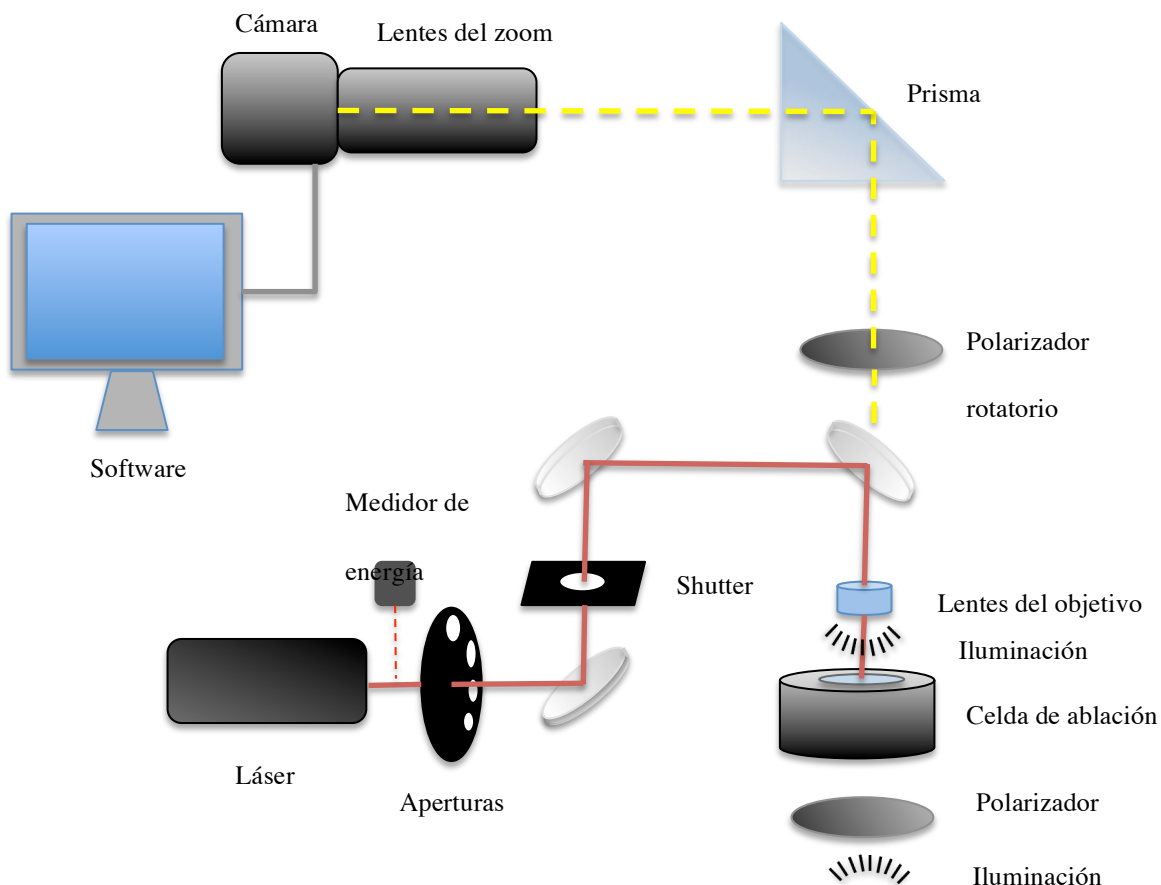 Cámara
Lentes del zoom
Prisma
Polarizador
rotatorio
Software
Medidor de
energía
Shutter
Lentes del objetivo
Iluminación
Celda de ablación
Láser
Aperturas
Polarizador
Iluminación